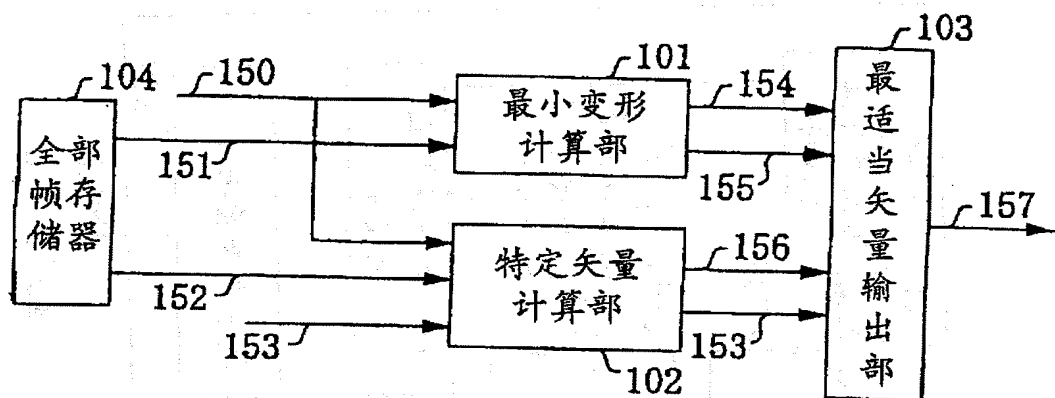 104
全部
帧存
储器
150
151
152
153
101
最小变形
计算部
特定矢量
计算部
102
154
155
156
153
103
最
适
当
矢
量
输
出
部
157